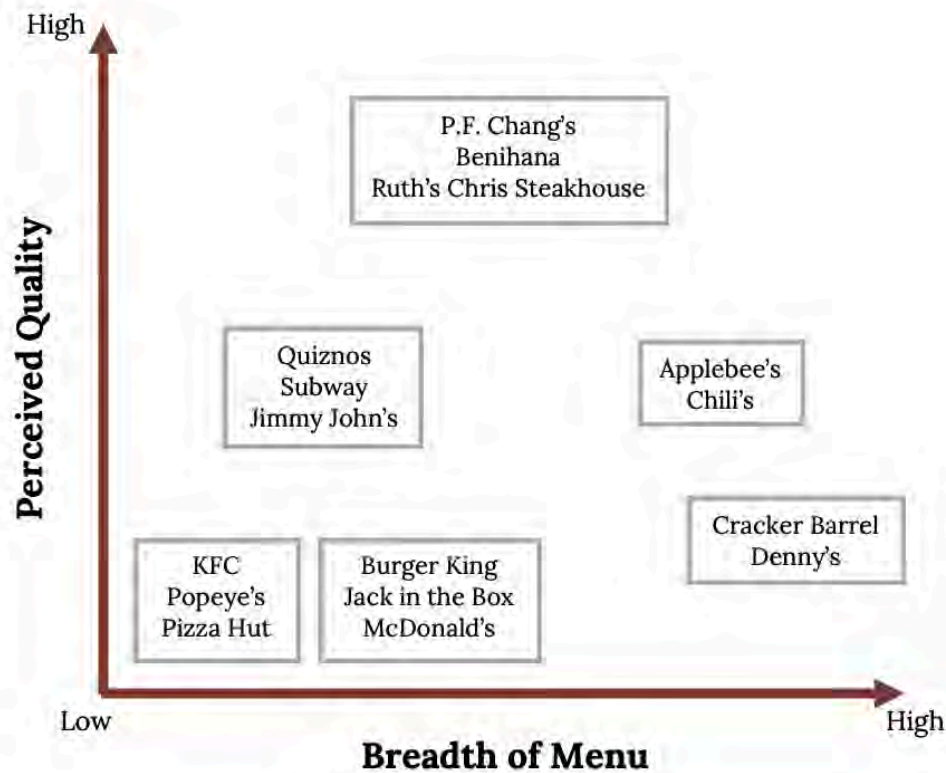 High
P.F. Chang's
Benihana
Ruth's Chris Steakhouse
Perceived Quality
Quiznos
Subway
Jimmy John's
Applebee's
Chili's
Cracker Barrel
Denny's
KFC
Popeye's
Pizza Hut
Burger King
Jack in the Box
McDonald's
Low
High
Breadth of Menu